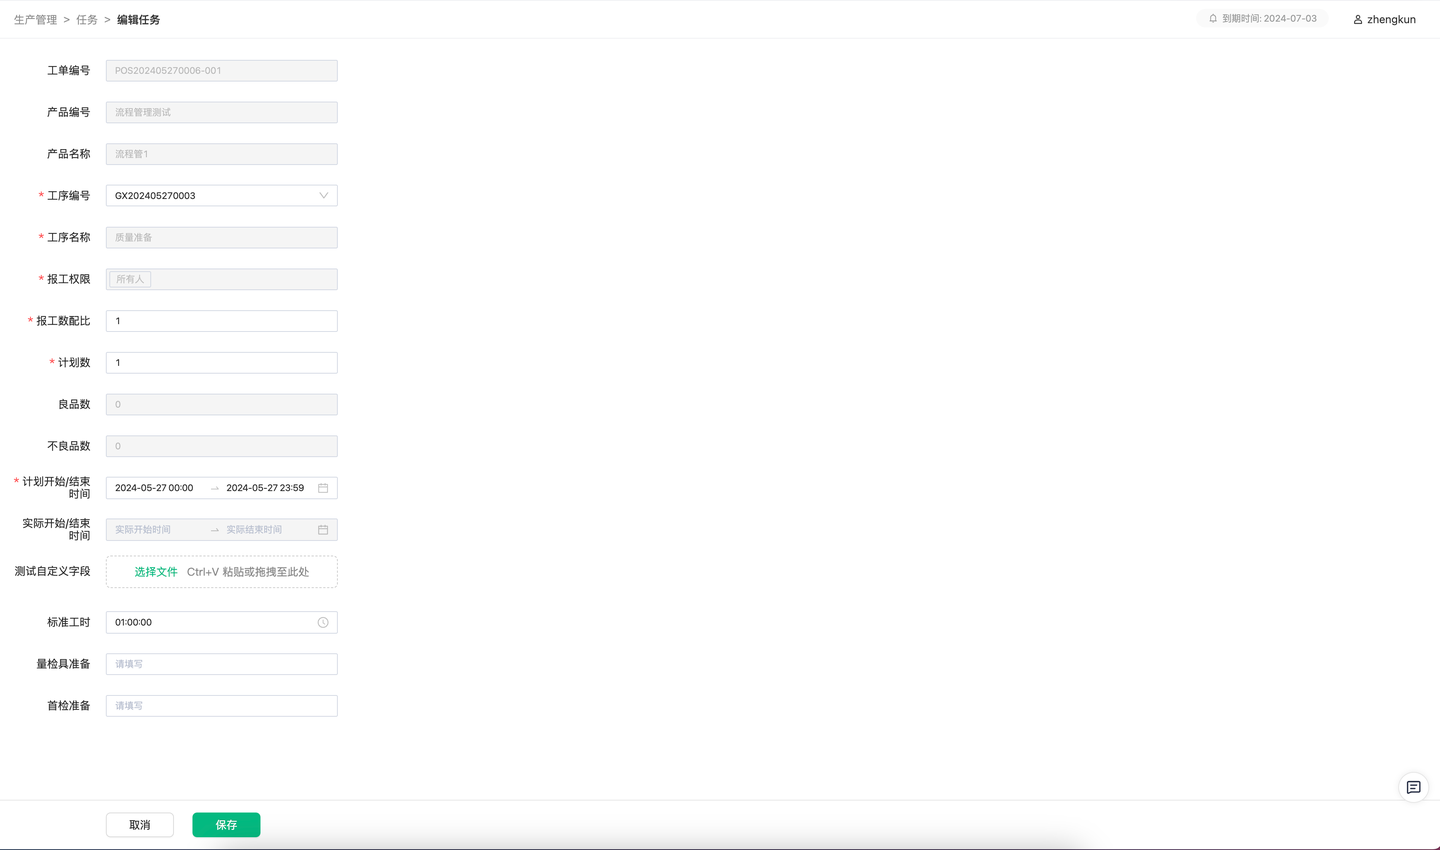 生产管理 > 任务 > 编辑任务
到期时间: 2024-07-03
zhengkun
工单编号 POS202405270006-001
产品编号 流程管理测试
产品名称 流程管1
* 工序编号 GX202405270003
* 工序名称 质量准备
* 报工权限 所有人
* 报工数配比 1
* 计划数 1
良品数 0
不良品数 0
* 计划开始/结束
时间 2024-05-27 00:00 → 2024-05-27 23:59
实际开始/结束
时间 实际开始时间 → 实际结束时间
测试自定义字段 选择文件 Ctrl+V 粘贴或拖拽至此处
标准工时 01:00:00
量检具准备 请填写
首检准备 请填写
取消 保存